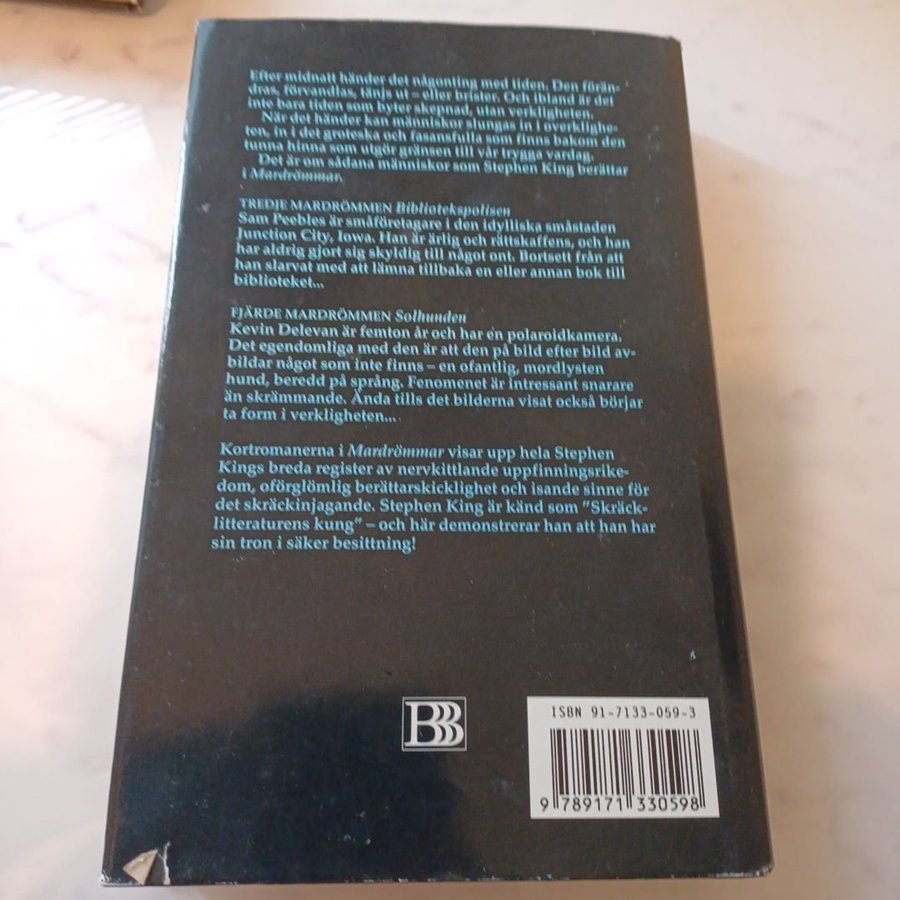 Efter midnatt händer det någonting med tiden. Den förän-
dras, förvandlas, tänjs ut – eller brister. Och ibland är det
inte bara tiden som byter skepnad, utan verkligheten.
När det händer kan människor slungas in i overklighe-
ten, in i det groteska och fasansfulla som finns bakom den
tunna hinna som utgör gränsen till vår trygga vardag.
Det är om sådana människor som Stephen King berättar
i Mardrömmar.
TREDJE MARDRÖMMEN Bibliotekspolisen
Sam Peebles är småföretagare i den idylliska småstaden
Junction City, Iowa. Han är ärlig och rättskaffens, och han
har aldrig gjort sig skyldig till något ont. Bortsett från att
han slarvat med att lämna tillbaka en eller annan bok till
biblioteket...
FJÄRDE MARDRÖMMEN Solhunden
Kevin Delevan är femton år och har en polaroidkamera.
Det egendomliga med den är att den på bild efter bild av-
bildar något som inte finns – en ofantlig, mordlysten
hund, beredd på språng. Fenomenet är intressant snarare
än skrämmande. Ända tills det bilderna visat också börjar
ta form i verkligheten...
Kortromanerna i Mardrömmar visar upp hela Stephen
Kings breda register av nervkittlande uppfinningsrike-
dom, oförglömlig berättarskicklighet och isande sinne för
det skräckinjagande. Stephen King är känd som ”Skräck-
litteraturens kung” – och här demonstrerar han att han har
sin tron i säker besittning!
BBB
ISBN 91-7133-059-3
9 789171 330598